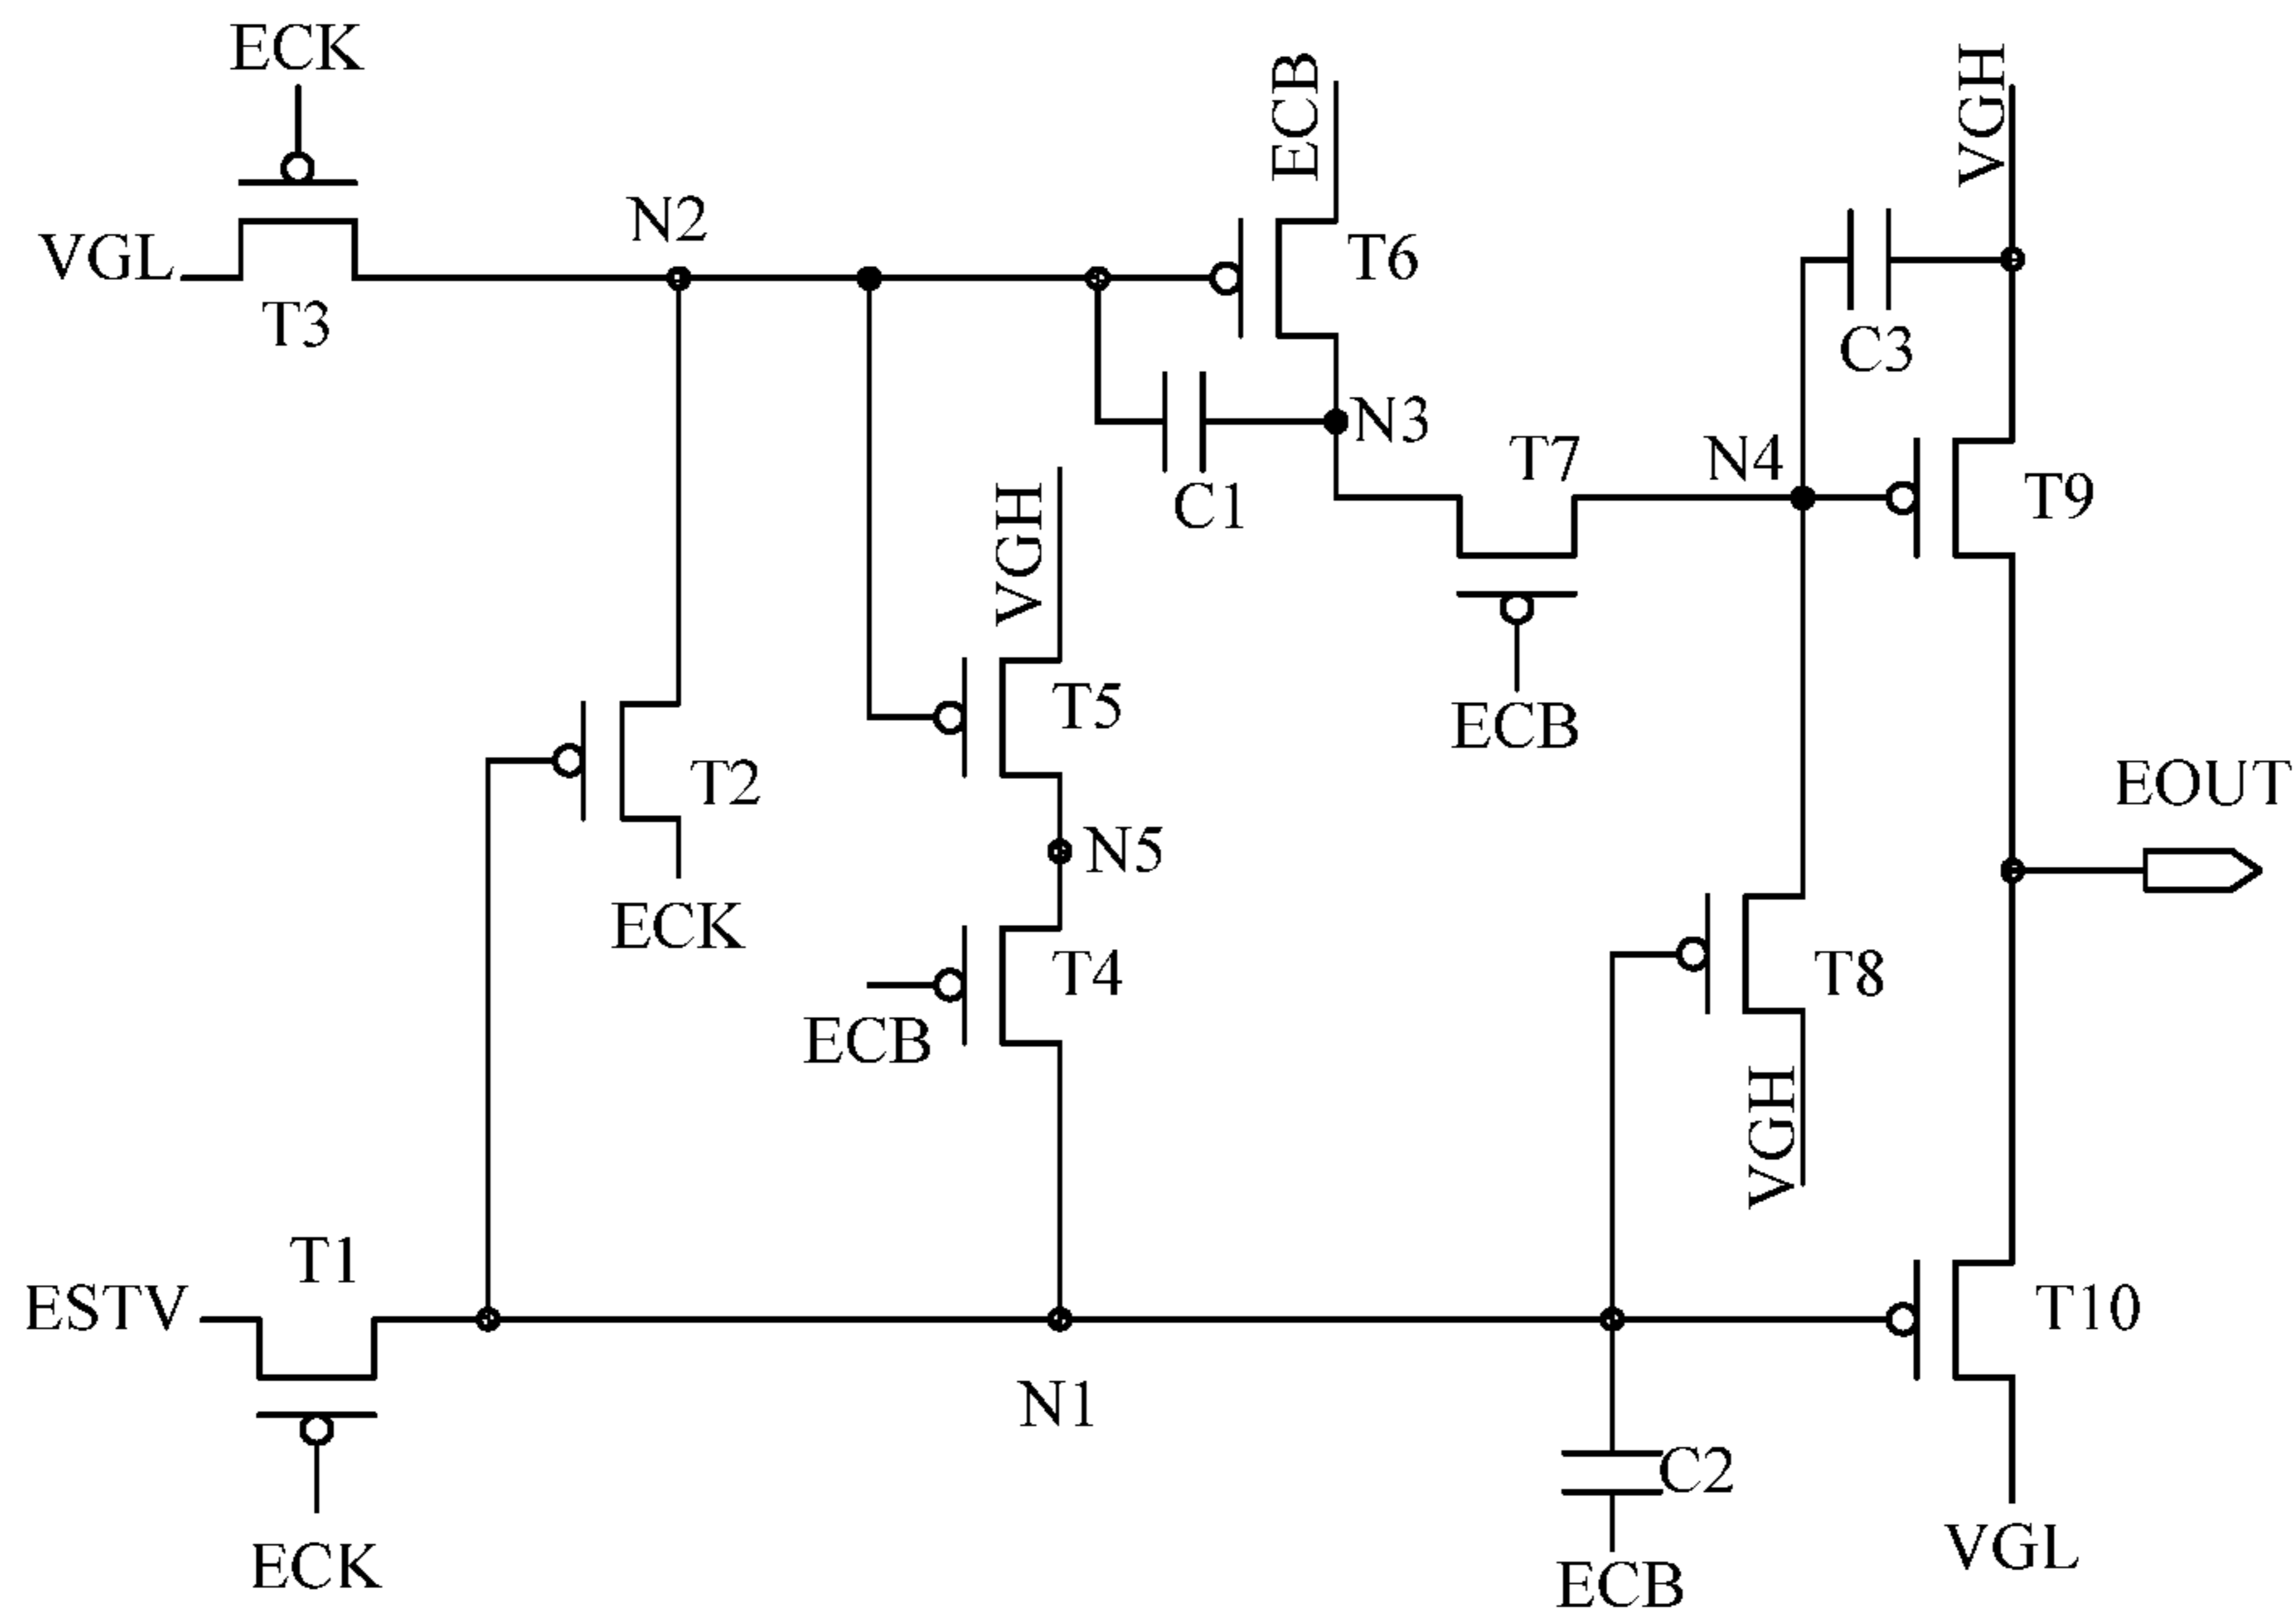 ECK
ECB
VGH
N2
T6
VGL
T3
C3
N3
T7
N4
C1
VGH
T9
T5
ECB
T2
EOUT
N5
ECK
T4
T8
ECB
VGH
T1
ESTV
T10
N1
C2
ECK
VGL
ECB